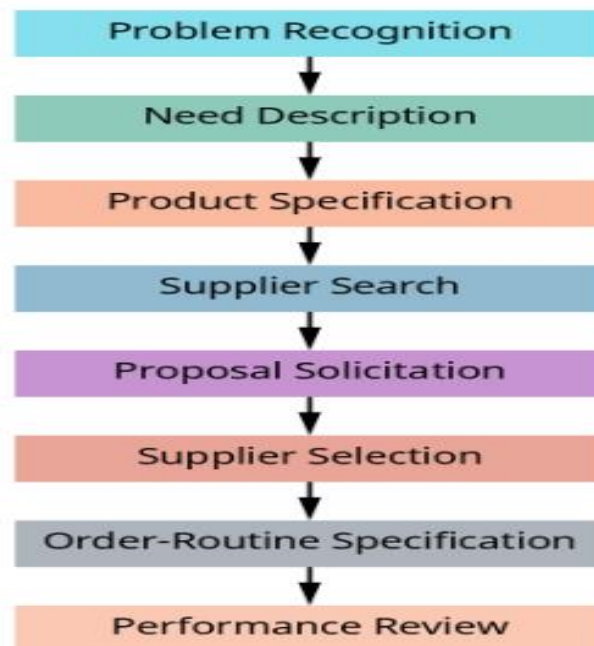 Problem Recognition
Need Description
Product Specification
Supplier Search
Proposal Solicitation
Supplier Selection
Order-Routine Specification
Performance Review